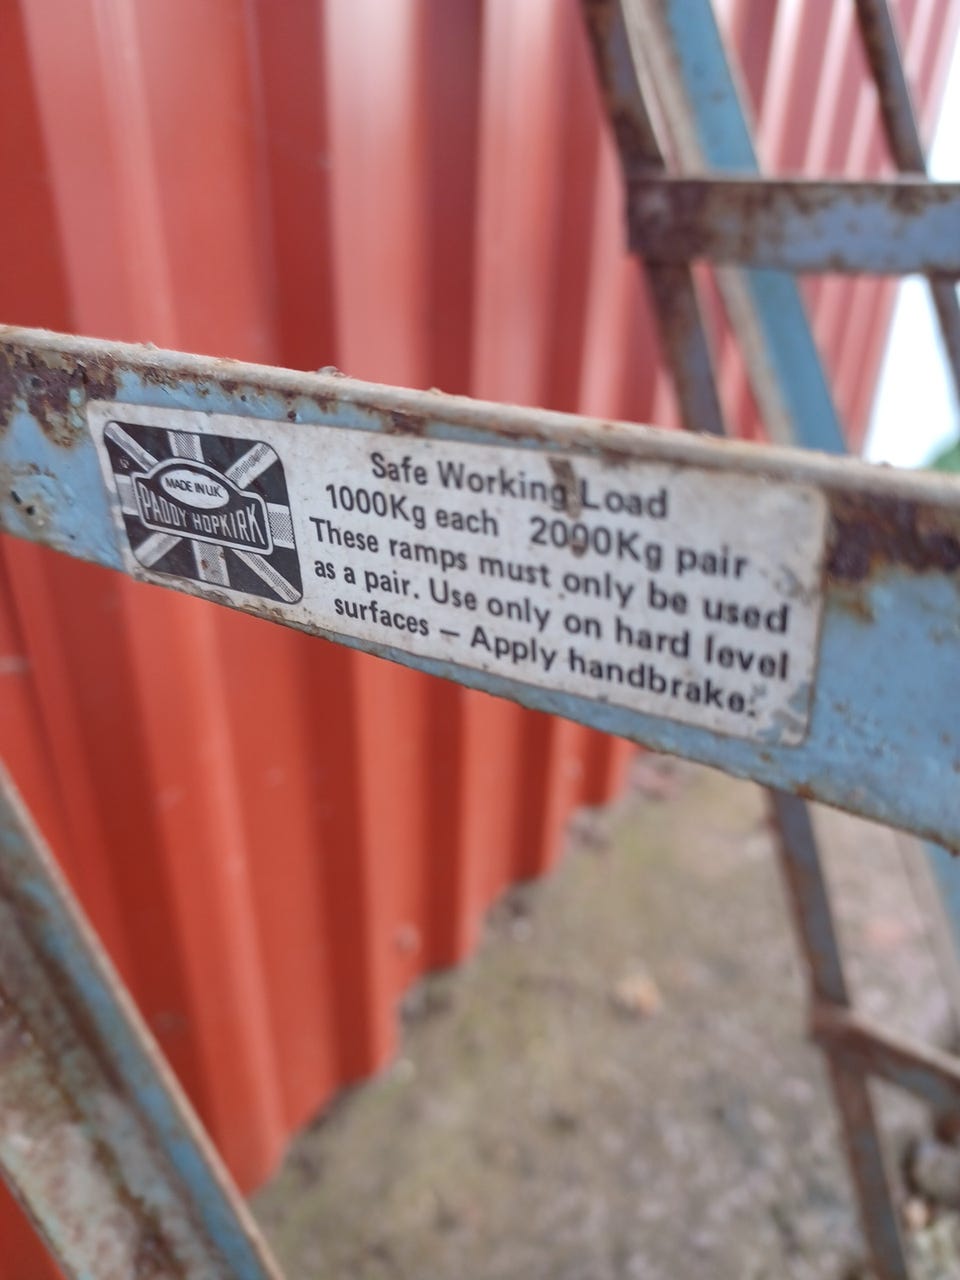 MADE IN U.K.
PADDY HOPKIRK
Safe Working Load
1000Kg each 2000Kg pair
These ramps must only be used
as a pair. Use only on hard level
surfaces – Apply handbrake.